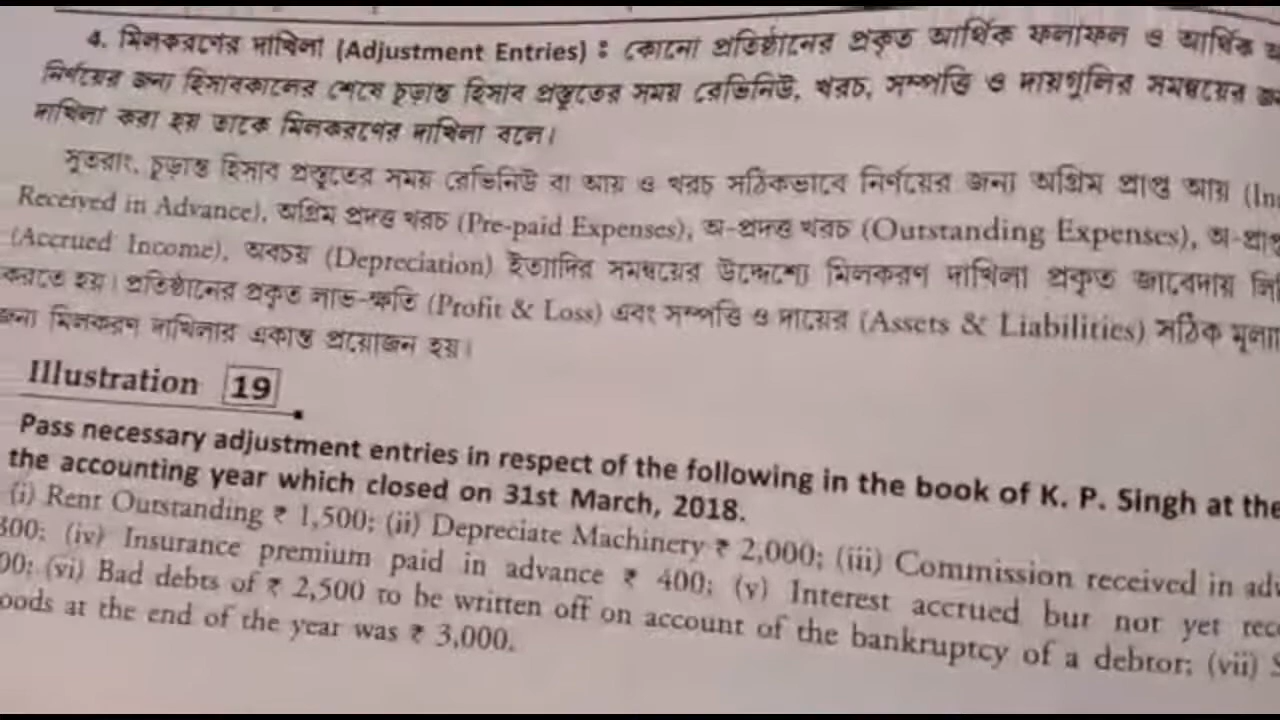 4. মিলকরণের দাখিলা (Adjustment Entries) : কোনো প্রতিষ্ঠানের প্রকৃত আর্থিক ফলাফল ও আর্থিক
নির্ণয়ের জন্য হিসাবকালের শেষে চূড়ান্ত হিসাব প্রস্তুতের সময় রেভিনিউ, খরচ, সম্পত্তি ও দায়গুলির সমন্বয়ের
দাখিলা করা হয় তাকে মিলকরণের দাখিলা বলে।
সুতরাং, চূড়ান্ত হিসাব প্রস্তুতের সময় রেভিনিউ বা আয় ও খরচ সঠিকভাবে নির্ণয়ের জন্য অগ্রিম প্রাপ্ত আয় (In
Received in Advance), অগ্রিম প্রদত্ত খরচ (Pre-paid Expenses), অ-প্রদত্ত খরচ (Outstanding Expenses), অ-প্রাপ্ত
(Accrued Income), অবচয় (Depreciation) ইত্যাদির সমন্বয়ের উদ্দেশ্যে মিলকরণ দাখিলা প্রকৃত জাবেদায়
করতে হয়। প্রতিষ্ঠানের প্রকৃত লাভ-ক্ষতি (Profit & Loss) এবং সম্পত্তি ও দায়ের (Assets & Liabilities) সঠিক
জন্য মিলকরণ দাখিলার একান্ত প্রয়োজন হয়।
Illustration 19
Pass necessary adjustment entries in respect of the following in the book of K. P. Singh at the
the accounting year which closed on 31st March, 2018.
(i) Rent Outstanding ₹ 1,500; (ii) Depreciate Machinery ₹ 2,000; (iii) Commission received in adv
300; (iv) Insurance premium paid in advance ₹ 400; (v) Interest accrued but not yet rec
00; (vi) Bad debts of ₹ 2,500 to be written off on account of the bankruptcy of a debtor; (vii) S
oods at the end of the year was ₹ 3,000.